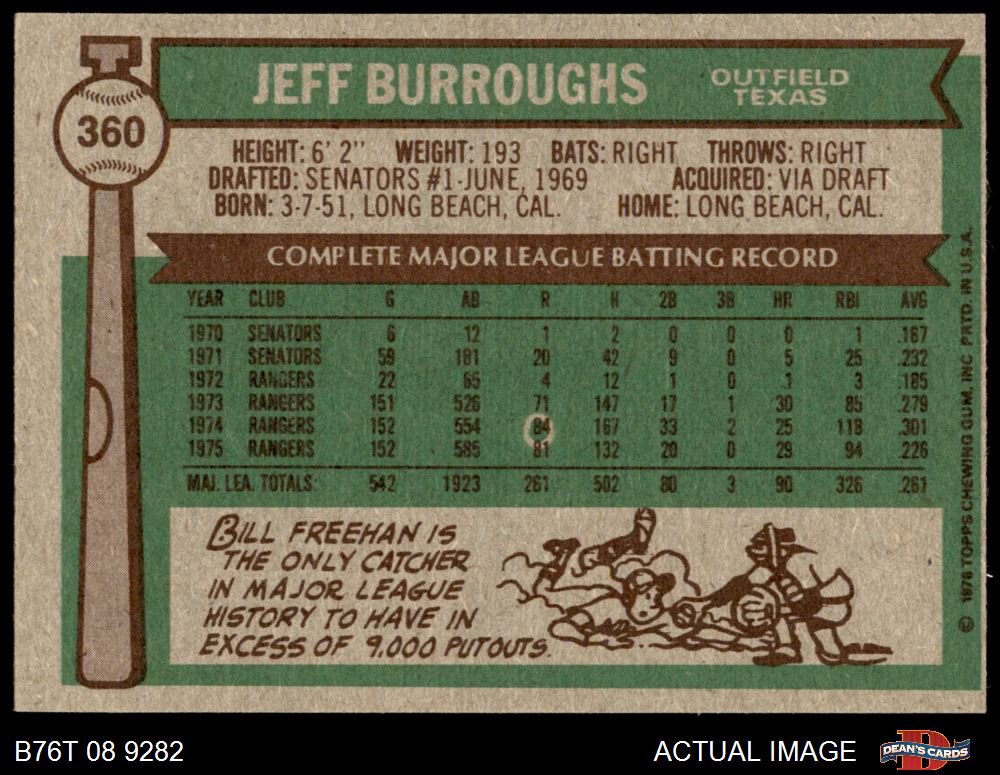 360
JEFF BURROUGHS
OUTFIELD
TEXAS
HEIGHT: 6' 2" WEIGHT: 193 BATS: RIGHT THROWS: RIGHT
DRAFTED: SENATORS #1-JUNE, 1969 ACQUIRED: VIA DRAFT
BORN: 3-7-51, LONG BEACH, CAL. HOME: LONG BEACH, CAL.
COMPLETE MAJOR LEAGUE BATTING RECORD
YEAR CLUB G AB R H 2B 3B HR RBI AVG
1970 SENATORS 6 12 1 2 0 0 0 1 .167
1971 SENATORS 59 181 20 42 9 0 5 25 .232
1972 RANGERS 22 65 4 12 1 0 1 3 .185
1973 RANGERS 151 526 71 147 17 1 30 85 .279
1974 RANGERS 152 554 84 167 33 2 25 118 .301
1975 RANGERS 152 585 81 132 20 0 29 94 .226
MAJ. LEA. TOTALS: 542 1923 261 502 80 3 90 326 .261
BILL FREEHAN IS
THE ONLY CATCHER
IN MAJOR LEAGUE
HISTORY TO HAVE IN
EXCESS OF 9,000 PUTOUTS.
© 1976 TOPPS CHEWING GUM, INC. PRTD. IN U.S.A.
B76T 08 9282
ACTUAL IMAGE
DEAN'S CARDS